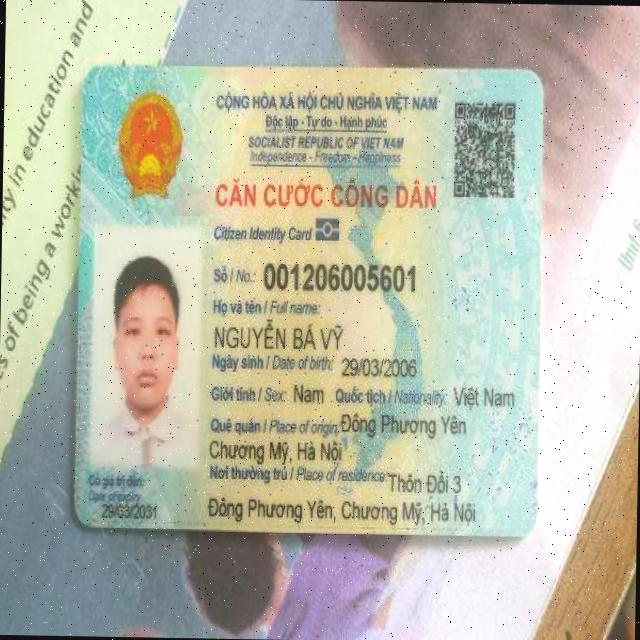 ty in education and
s of being a worki
CỘNG HÒA XÃ HỘI CHỦ NGHĨA VIỆT NAM
Độc lập - Tự do - Hạnh phúc
SOCIALIST REPUBLIC OF VIET NAM
Independence - Freedom - Happiness
CĂN CƯỚC CÔNG DÂN
Citizen Identity Card
Số / No.: 001206005601
Họ và tên / Full name:
NGUYỄN BÁ VỸ
Ngày sinh / Date of birth: 29/03/2006
Giới tính / Sex: Nam Quốc tịch / Nationality: Việt Nam
Quê quán / Place of origin: Đông Phương Yên
Chương Mỹ, Hà Nội
Nơi thường trú / Place of residence: Thôn Đồi 3
Đông Phương Yên, Chương Mỹ, Hà Nội
Có giá trị đến:
Date of expiry
29/03/2031